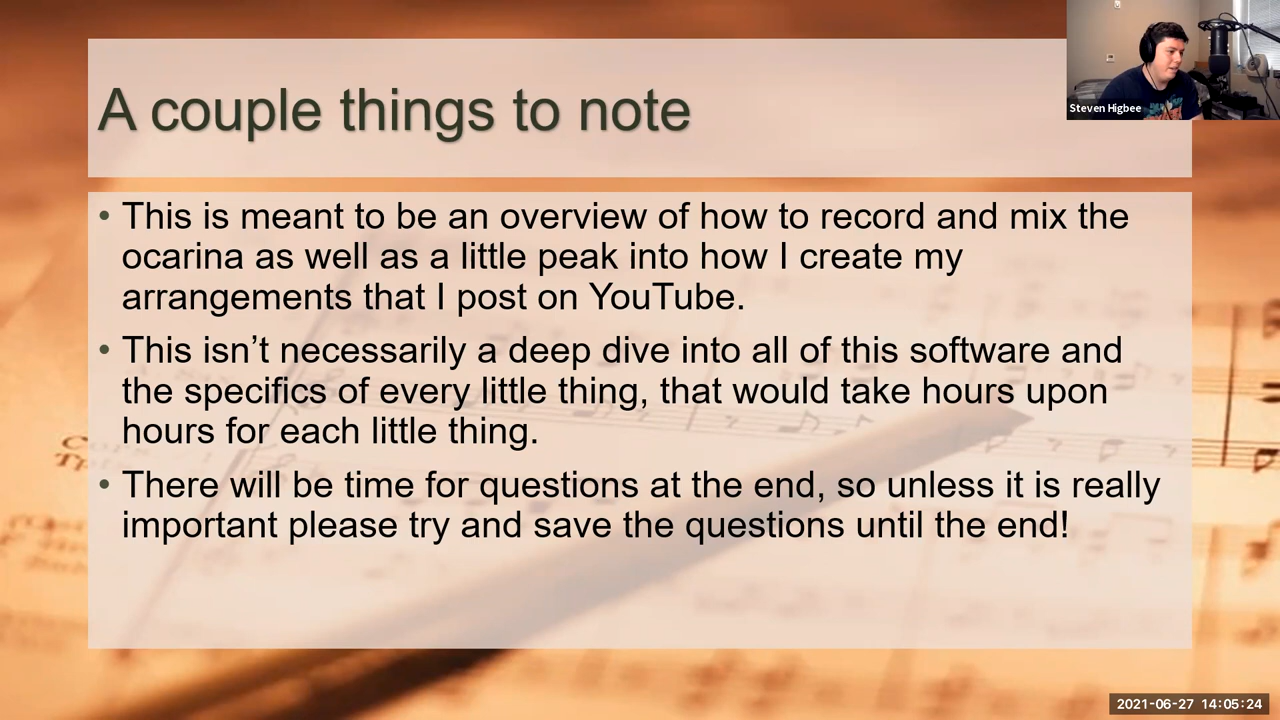 A couple things to note
Steven Higbee
• This is meant to be an overview of how to record and mix the
ocarina as well as a little peak into how I create my
arrangements that I post on YouTube.
• This isn’t necessarily a deep dive into all of this software and
the specifics of every little thing, that would take hours upon
hours for each little thing.
• There will be time for questions at the end, so unless it is really
important please try and save the questions until the end!
2021-06-27 14:05:24